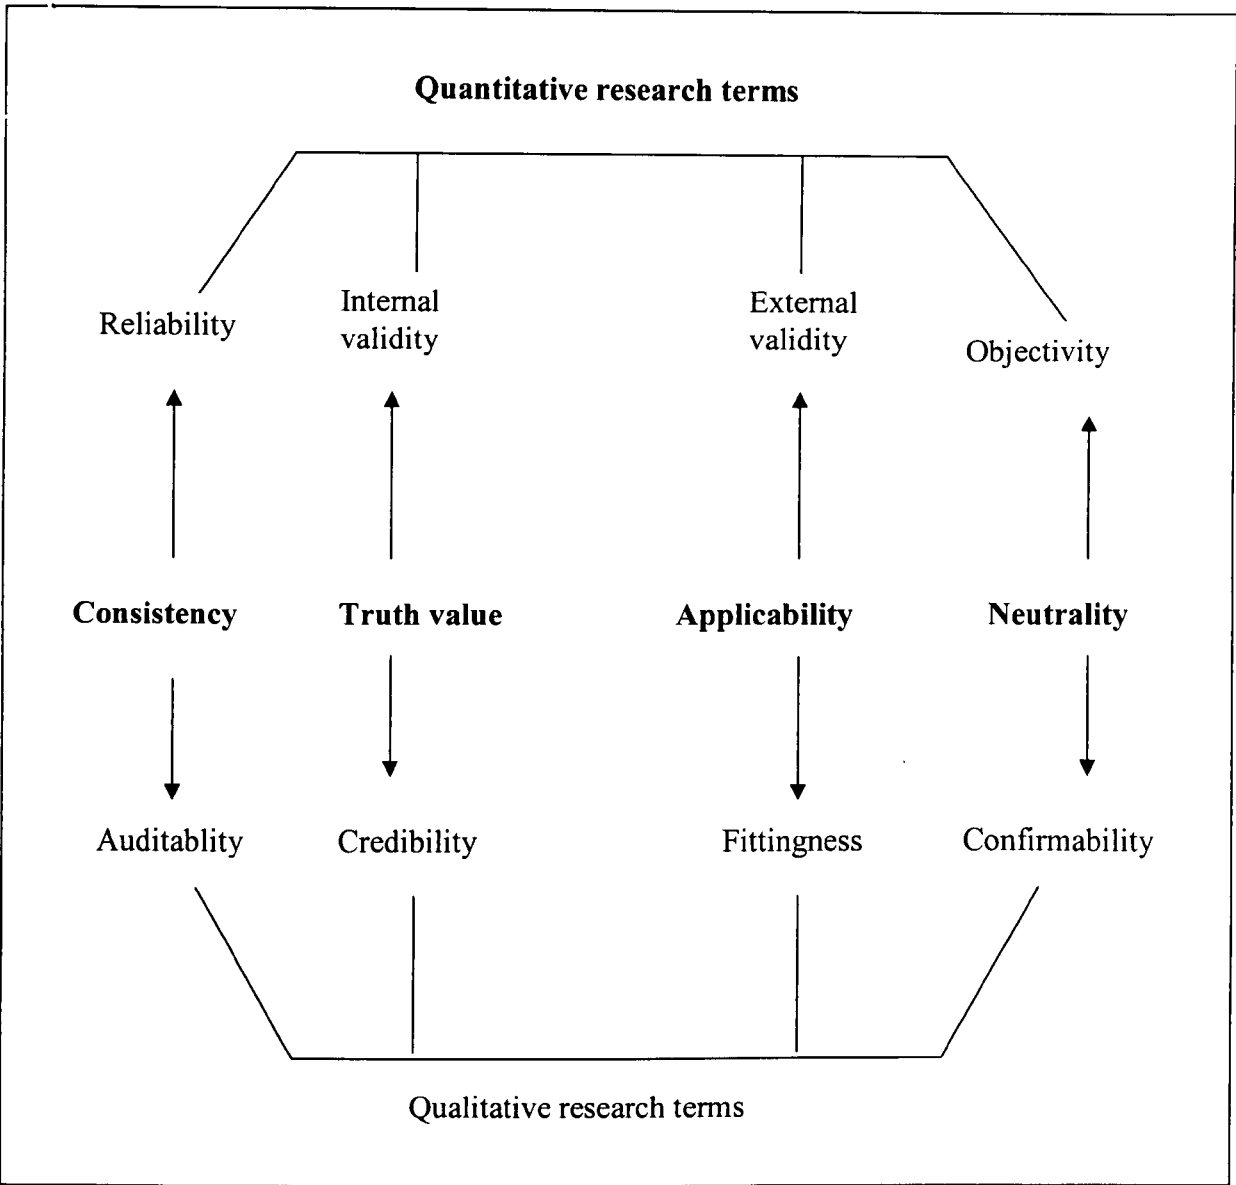 Quantitative research terms
Reliability
Internal
validity
External
validity
Objectivity
Consistency
Truth value
Applicability
Neutrality
Auditablity
Credibility
Fittingness
Confirmability
Qualitative research terms